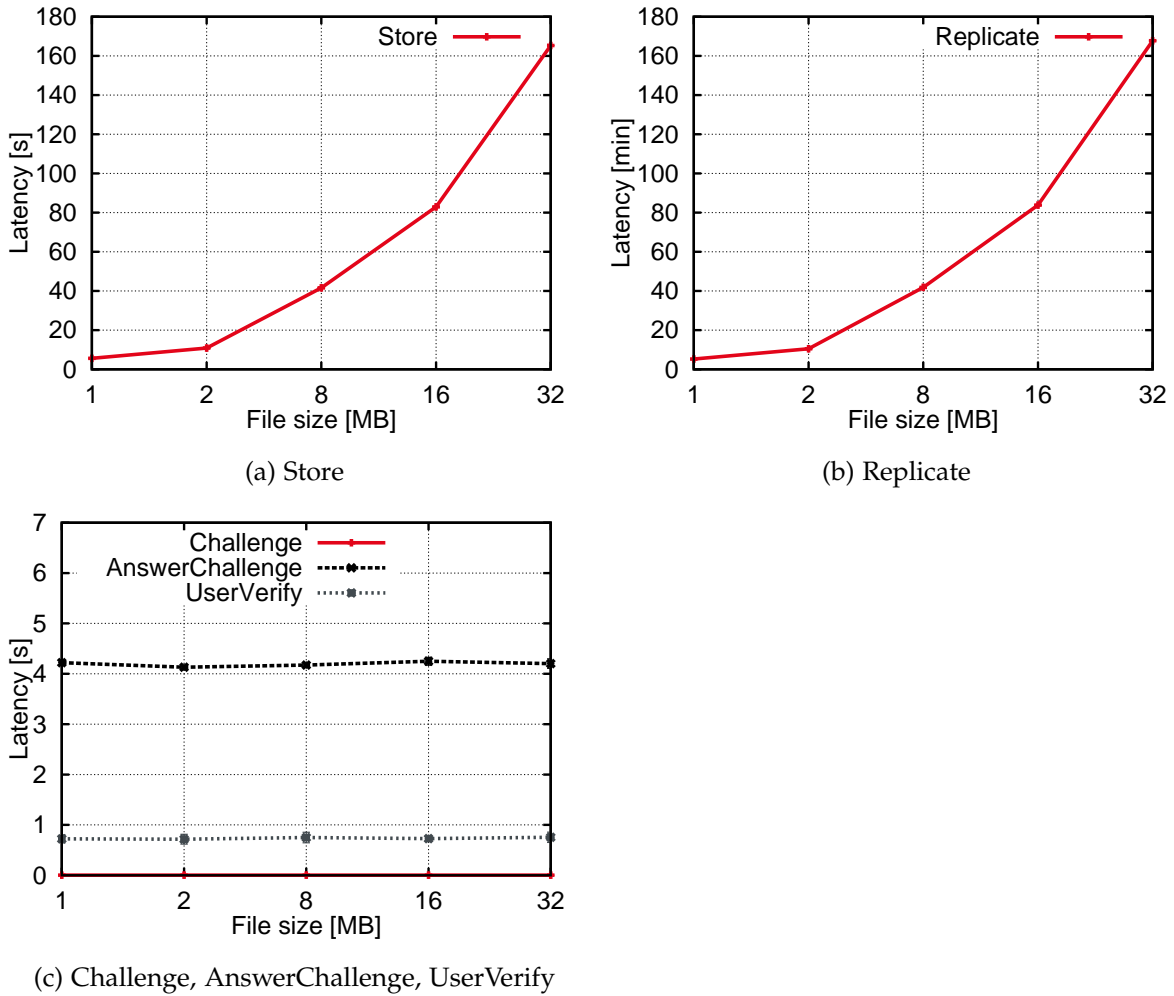 180
160
140
120
100
80
60
40
20
0
Latency [s]
Store
1 2 8 16 32
File size [MB]
(a) Store
180
160
140
120
100
80
60
40
20
0
Latency [min]
Replicate
1 2 8 16 32
File size [MB]
(b) Replicate
7
6
5
4
3
2
1
0
Latency [s]
Challenge
AnswerChallenge
UserVerify
1 2 8 16 32
File size [MB]
(c) Challenge, AnswerChallenge, UserVerify